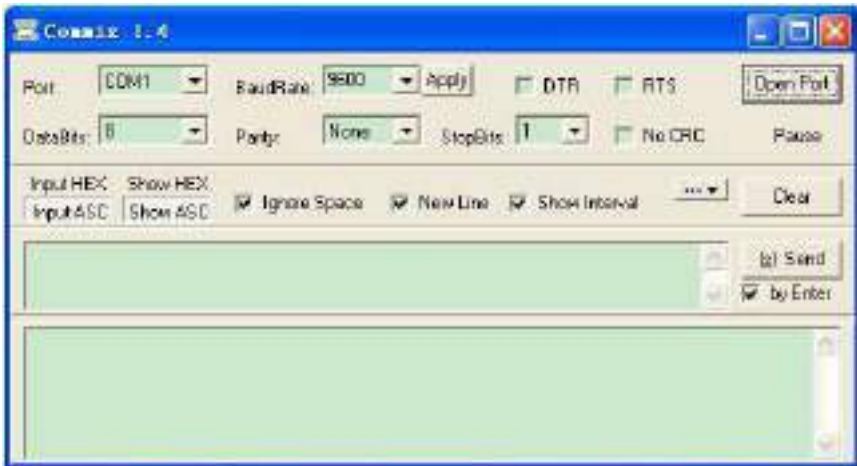 Commix 1.4
Port: COM1 BaudRate: 9600 Apply DTR RTS Open Port
DataBits: 8 Parity: None StopBits: 1 No CRC Pause
Input HEX Show HEX
Input ASC Show ASC Ignore Space New Line Show Interval ... Clear
Send
by Enter